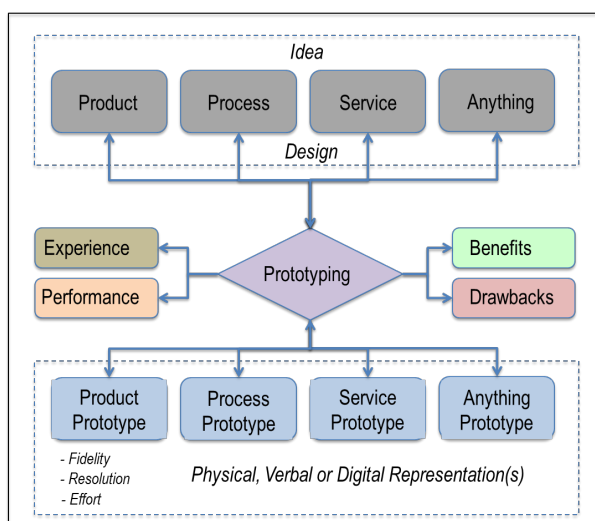 Idea
Product
Process
Service
Anything
Design
Experience
Performance
Prototyping
Benefits
Drawbacks
Product
Prototype
Process
Prototype
Service
Prototype
Anything
Prototype
- Fidelity
- Resolution
- Effort
Physical, Verbal or Digital Representation(s)